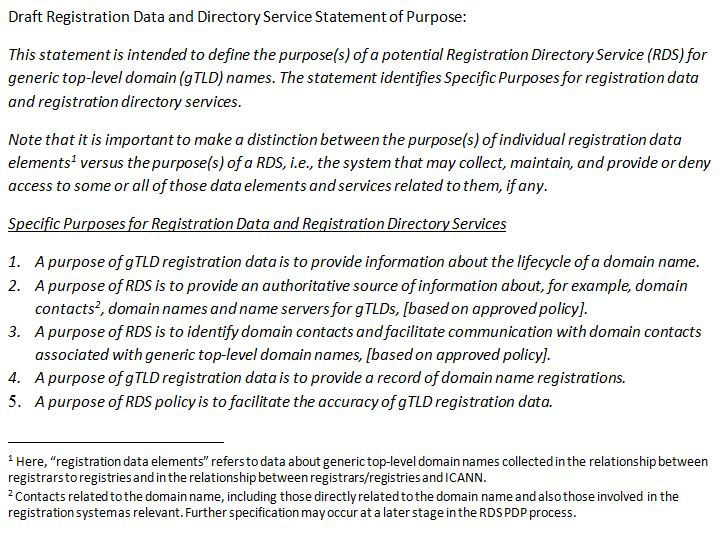 Draft Registration Data and Directory Service Statement of Purpose:
This statement is intended to define the purpose(s) of a potential Registration Directory Service (RDS) for
generic top-level domain (gTLD) names. The statement identifies Specific Purposes for registration data
and registration directory services.
Note that it is important to make a distinction between the purpose(s) of individual registration data
elements¹ versus the purpose(s) of a RDS, i.e., the system that may collect, maintain, and provide or deny
access to some or all of those data elements and services related to them, if any.
Specific Purposes for Registration Data and Registration Directory Services
1. A purpose of gTLD registration data is to provide information about the lifecycle of a domain name.
2. A purpose of RDS is to provide an authoritative source of information about, for example, domain
contacts², domain names and name servers for gTLDs, [based on approved policy].
3. A purpose of RDS is to identify domain contacts and facilitate communication with domain contacts
associated with generic top-level domain names, [based on approved policy].
4. A purpose of gTLD registration data is to provide a record of domain name registrations.
5. A purpose of RDS policy is to facilitate the accuracy of gTLD registration data.
¹ Here, “registration data elements” refers to data about generic top-level domain names collected in the relationship between
registrars to registries and in the relationship between registrars/registries and ICANN.
² Contacts related to the domain name, including those directly related to the domain name and also those involved in the
registration system as relevant. Further specification may occur at a later stage in the RDS PDP process.